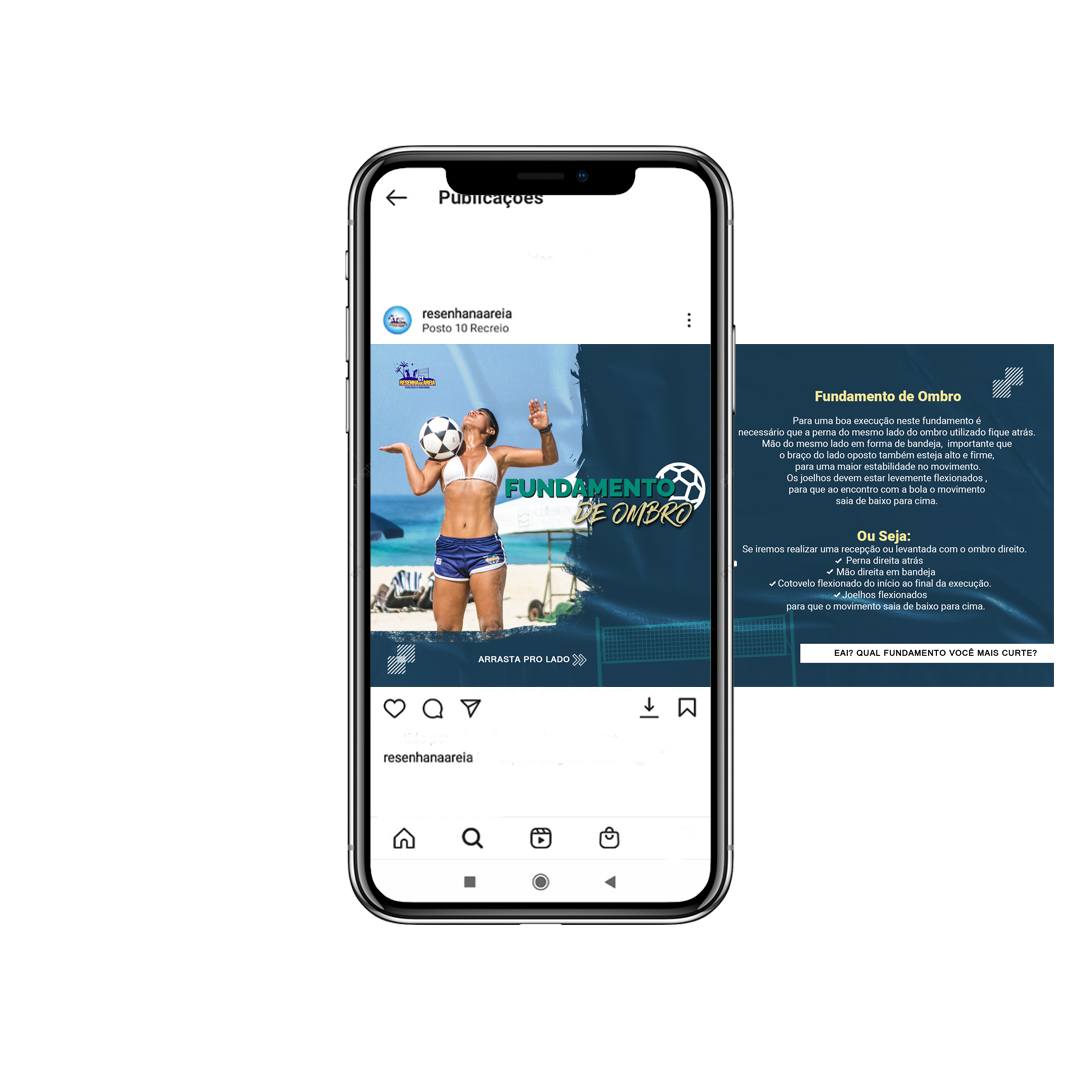 Publicações
resenhanaareia
Posto 10 Recreio
RESENHA NA AREIA
FUNDAMENTO
DE OMBRO
ARRASTA PRO LADO
resenhanaareia
Fundamento de Ombro
Para uma boa execução neste fundamento é
necessário que a perna do mesmo lado do ombro utilizado fique atrás.
Mão do mesmo lado em forma de bandeja, importante que
o braço do lado oposto também esteja alto e firme,
para uma maior estabilidade no movimento.
Os joelhos devem estar levemente flexionados ,
para que ao encontro com a bola o movimento
saia de baixo para cima.
Ou Seja:
Se iremos realizar uma recepção ou levantada com o ombro direito.
✓ Perna direita atrás
✓ Mão direita em bandeja
✓ Cotovelo flexionado do início ao final da execução.
✓ Joelhos flexionados
para que o movimento saia de baixo para cima.
EAI? QUAL FUNDAMENTO VOCÊ MAIS CURTE?